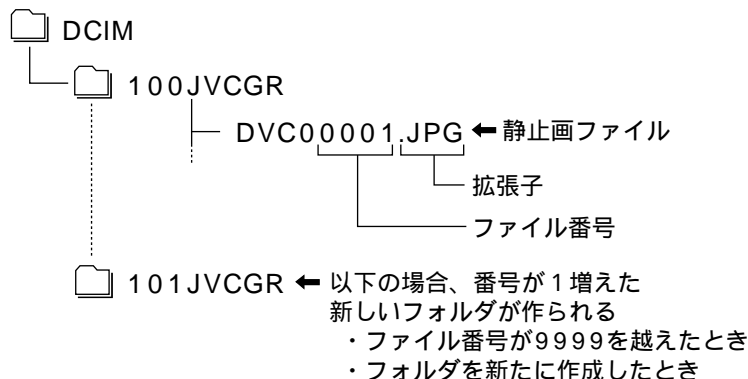 DCIM
100JVCGR
DVC00001.JPG ⬅ 静止画ファイル
拡張子
ファイル番号
101JVCGR ⬅ 以下の場合、番号が1増えた
新しいフォルダが作られる
・ファイル番号が9999を越えたとき
・フォルダを新たに作成したとき